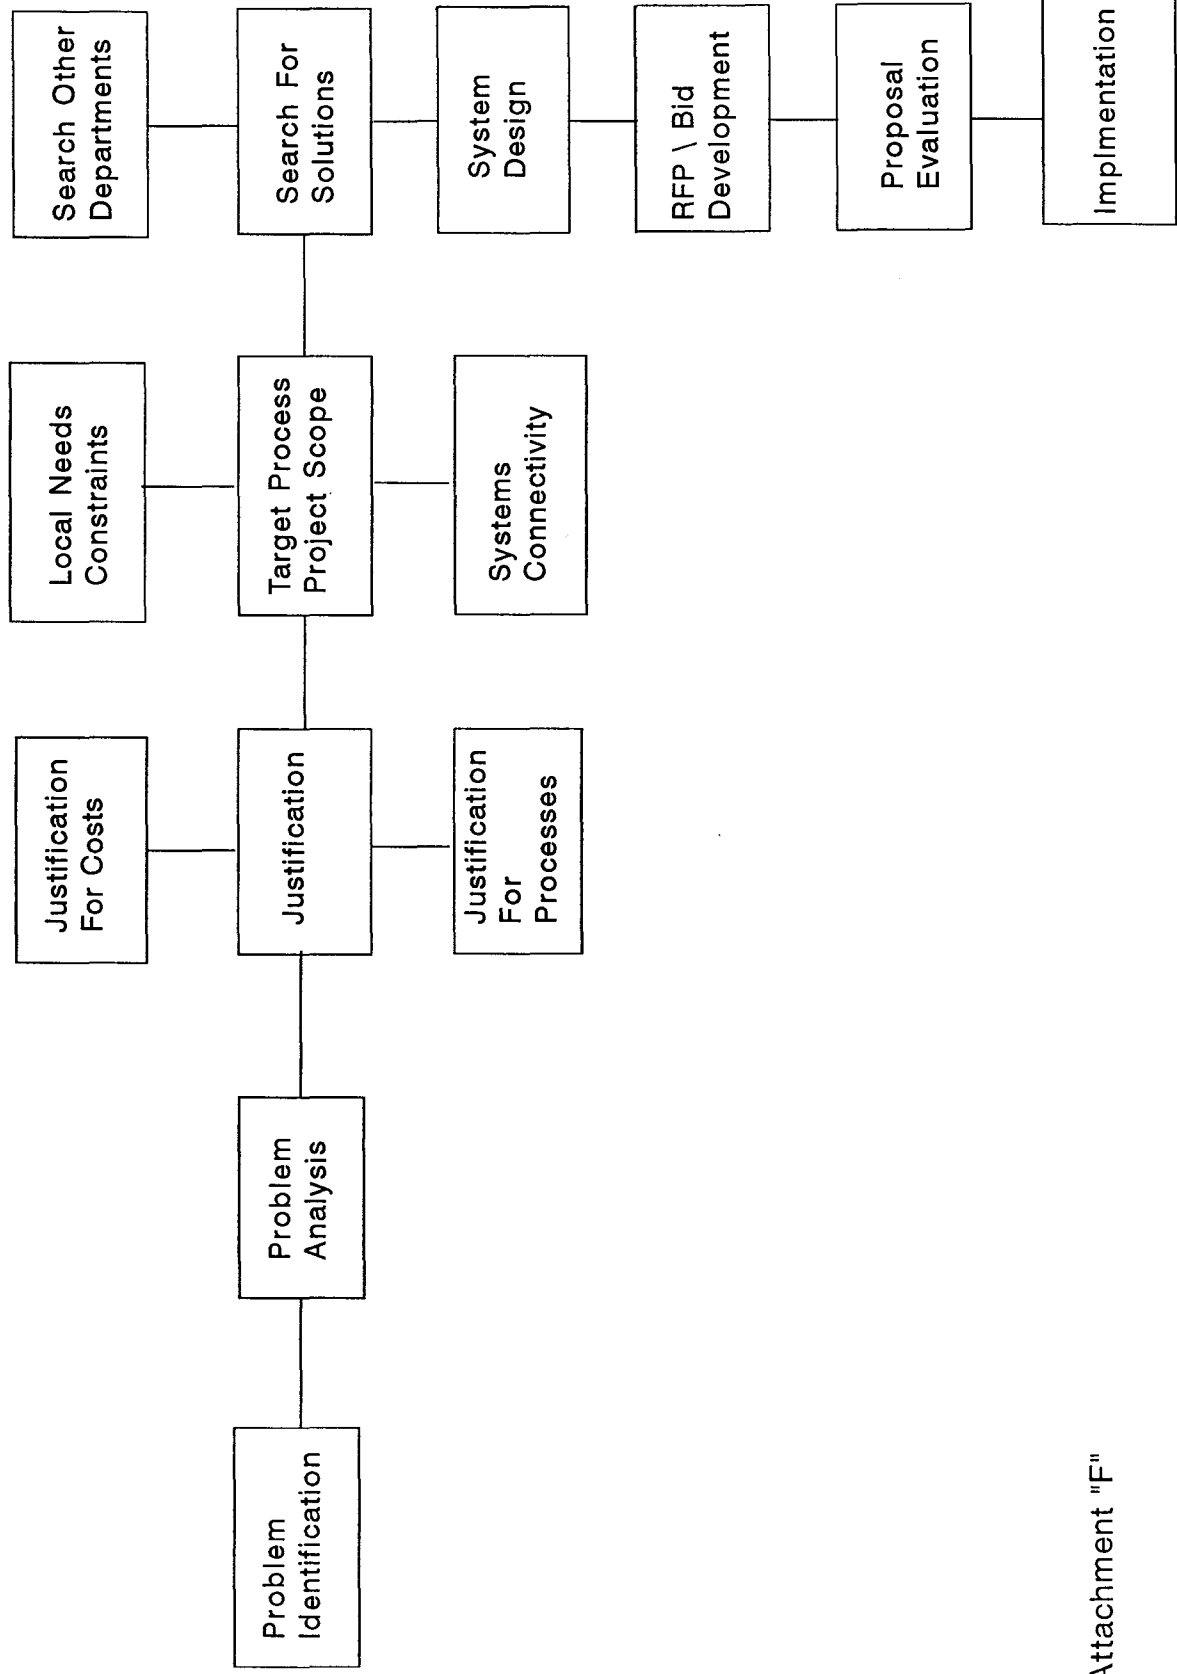 Problem
Identification
Problem
Analysis
Justification
For Costs
Justification
Justification
For
Processes
Local Needs
Constraints
Target Process
Project Scope
Systems
Connectivity
Search Other
Departments
Search For
Solutions
System
Design
RFP \ Bid
Development
Proposal
Evaluation
Implmentation
Attachment "F"